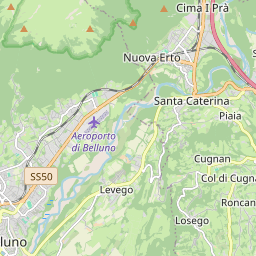 Cima I Prà
Nuova Erto
Santa Caterina
Piaia
Aeroporto
di Belluno
Cugnan
SS50
Levego
Col di Cugna
Roncan
Losego
lluno